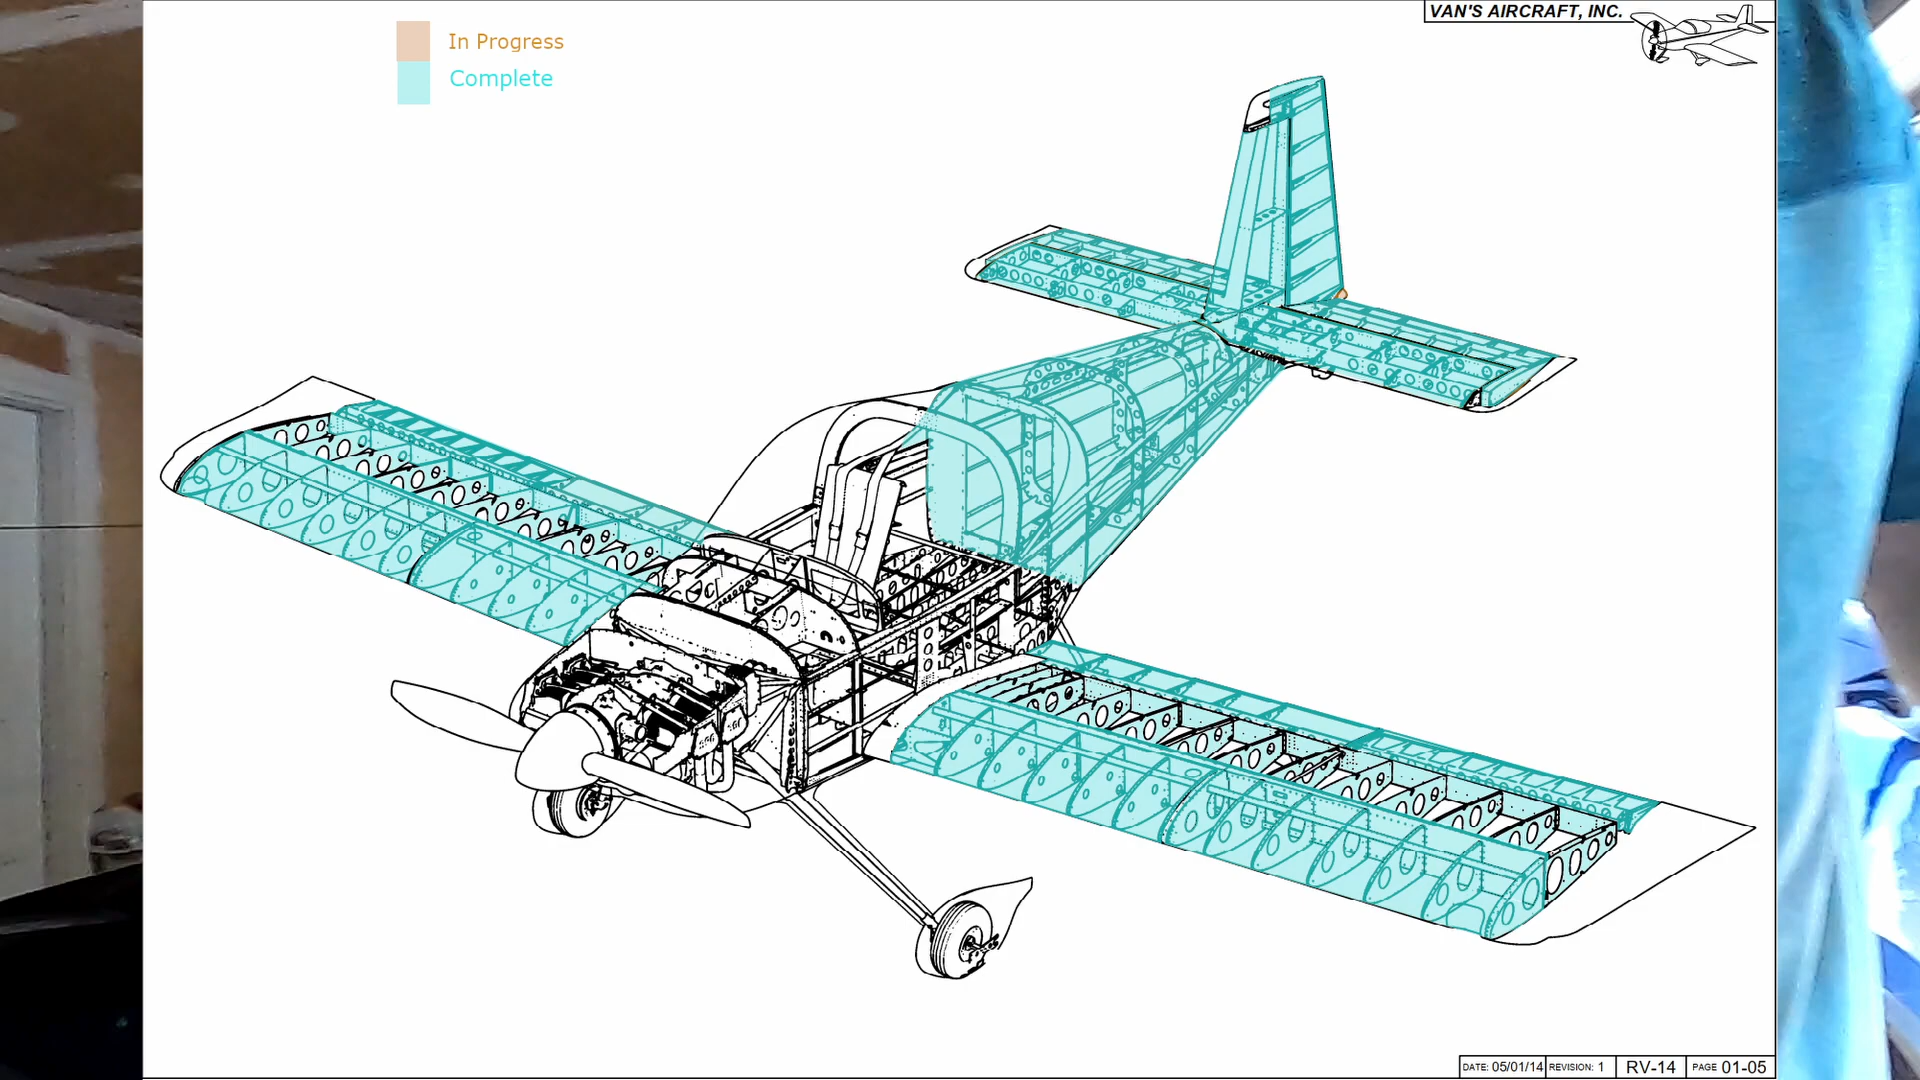 VAN'S AIRCRAFT, INC.
In Progress
Complete
DATE: 05/01/14 REVISION: 1 RV-14 PAGE 01-05